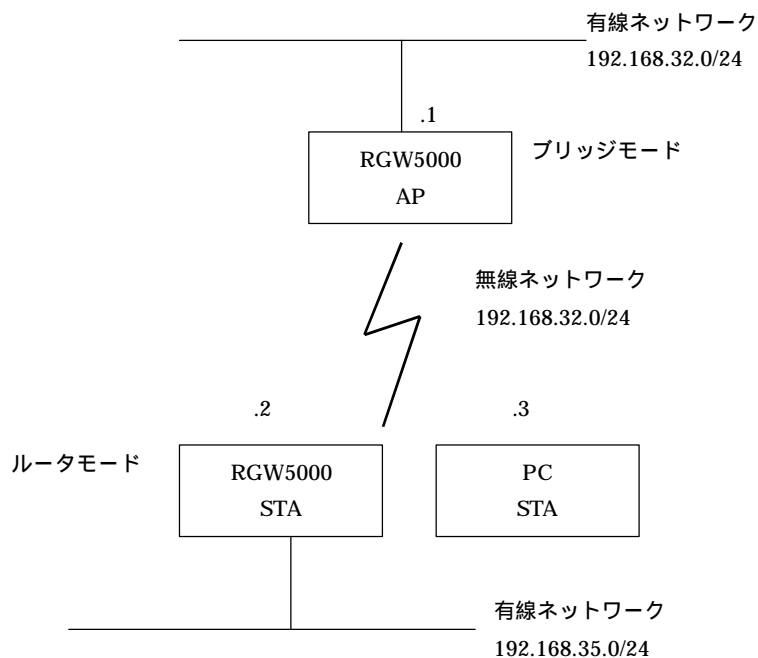 有線ネットワーク
192.168.32.0/24
.1
RGW5000
AP
ブリッジモード
無線ネットワーク
192.168.32.0/24
.2
.3
ルータモード
RGW5000
STA
PC
STA
有線ネットワーク
192.168.35.0/24